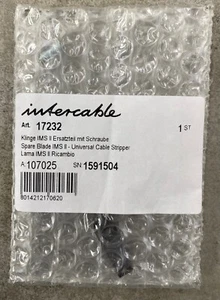 intercable
Art. 17232
1 ST
Klinge IMS II Ersatzteil mit Schraube
Spare Blade IMS II - Universal Cable Stripper
Lama IMS II Ricambio
A:107025 SN:1591504
8014212170620